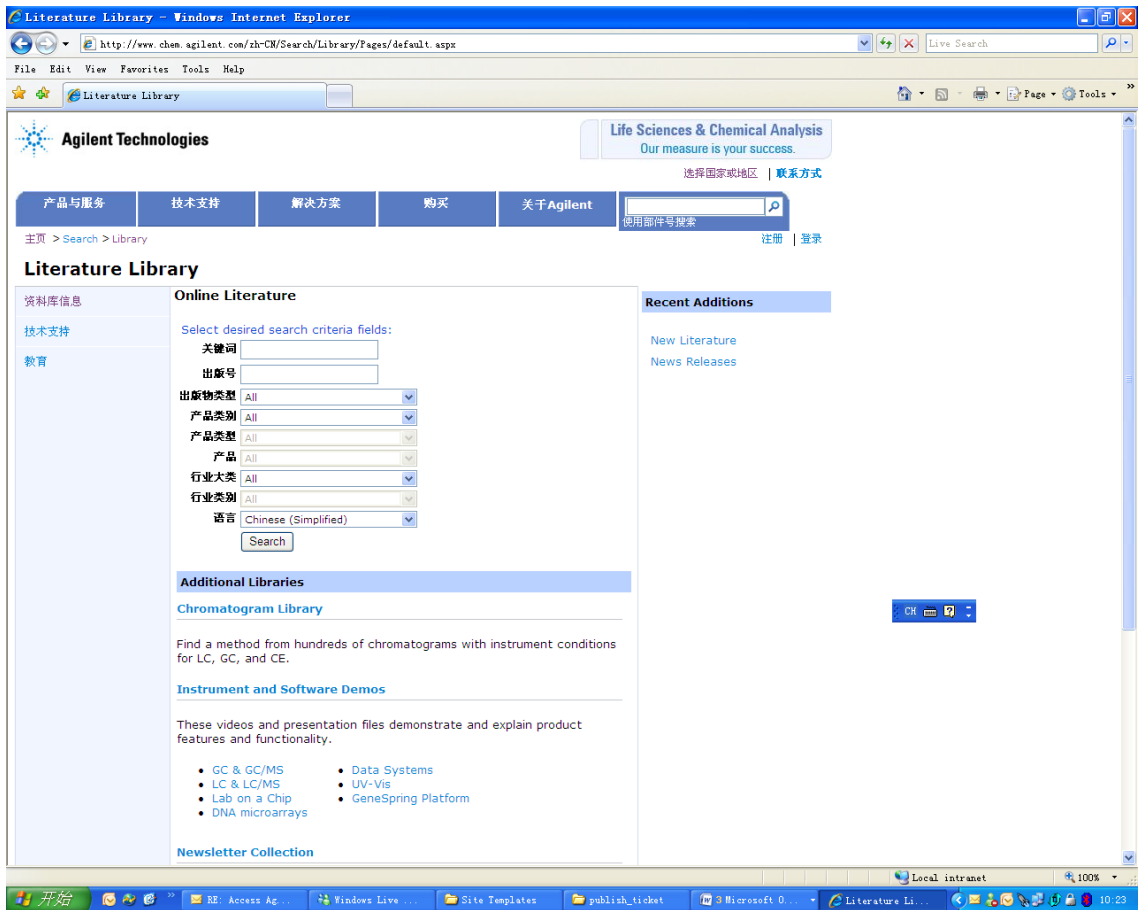 Literature Library - Windows Internet Explorer
http://www.chem.agilent.com/zh-CN/Search/Library/Pages/default.aspx
Live Search
File Edit View Favorites Tools Help
Literature Library
Page Tools
Agilent Technologies
Life Sciences & Chemical Analysis
Our measure is your success.
选择国家或地区 | 联系方式
产品与服务 技术支持 解决方案 购买 关于Agilent
使用部件号搜索
主页 > Search > Library
注册 | 登录
Literature Library
资料库信息
技术支持
教育
Online Literature
Select desired search criteria fields:
关键词
出版号
出版物类型 All
产品类别 All
产品类型 All
产品 All
行业大类 All
行业类别 All
语言 Chinese (Simplified)
Search
Recent Additions
New Literature
News Releases
Additional Libraries
Chromatogram Library
Find a method from hundreds of chromatograms with instrument conditions
for LC, GC, and CE.
Instrument and Software Demos
These videos and presentation files demonstrate and explain product
features and functionality.
• GC & GC/MS • Data Systems
• LC & LC/MS • UV-Vis
• Lab on a Chip • GeneSpring Platform
• DNA microarrays
Newsletter Collection
CH
Local intranet 100%
开始 RE: Access Ag... Windows Live ... Site Templates publish_ticket 3 Microsoft O... Literature Li... 10:23